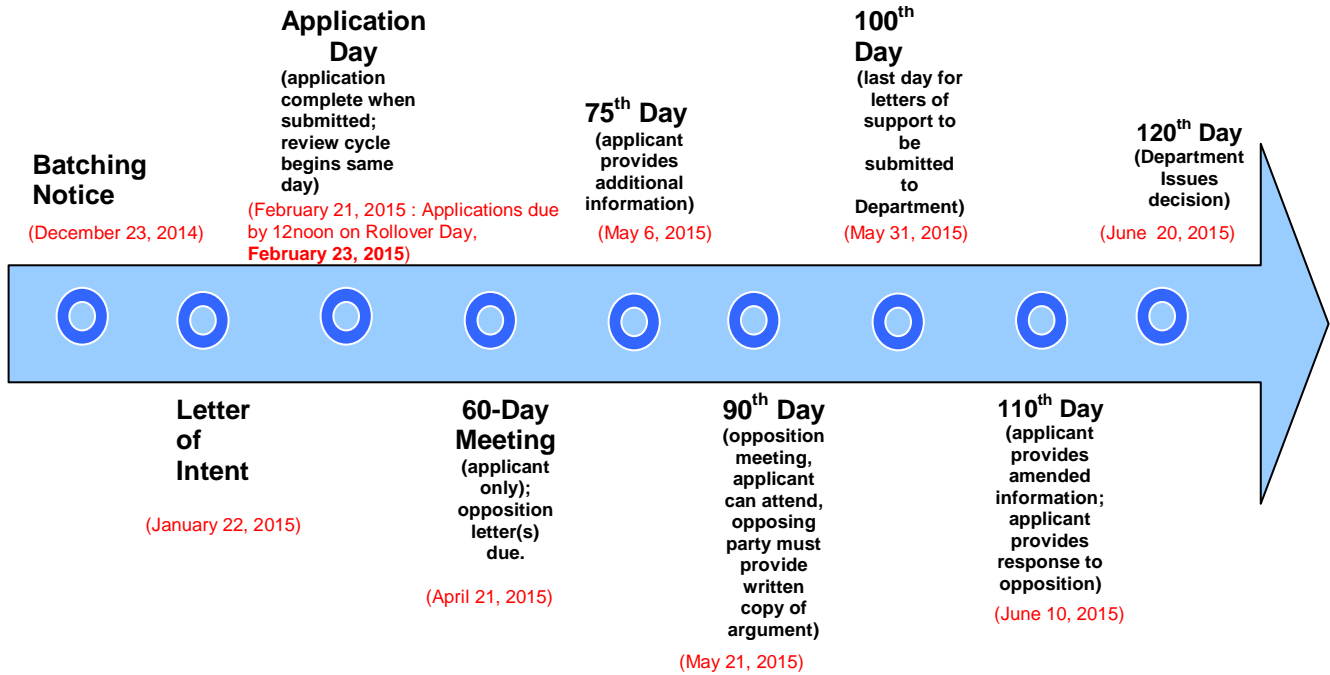 Batching
Notice
(December 23, 2014)
Letter
of
Intent
(January 22, 2015)
Application
Day
(application
complete when
submitted;
review cycle
begins same
day)
(February 21, 2015 : Applications due
by 12noon on Rollover Day,
February 23, 2015)
60-Day
Meeting
(applicant
only);
opposition
letter(s)
due.
(April 21, 2015)
75th Day
(applicant
provides
additional
information)
(May 6, 2015)
90th Day
(opposition
meeting,
applicant
can attend,
opposing
party must
provide
written
copy of
argument)
(May 21, 2015)
100th
Day
(last day for
letters of
support to
be
submitted
to
Department)
(May 31, 2015)
110th Day
(applicant
provides
amended
information;
applicant
provides
response to
opposition)
(June 10, 2015)
120th Day
(Department
Issues
decision)
(June 20, 2015)